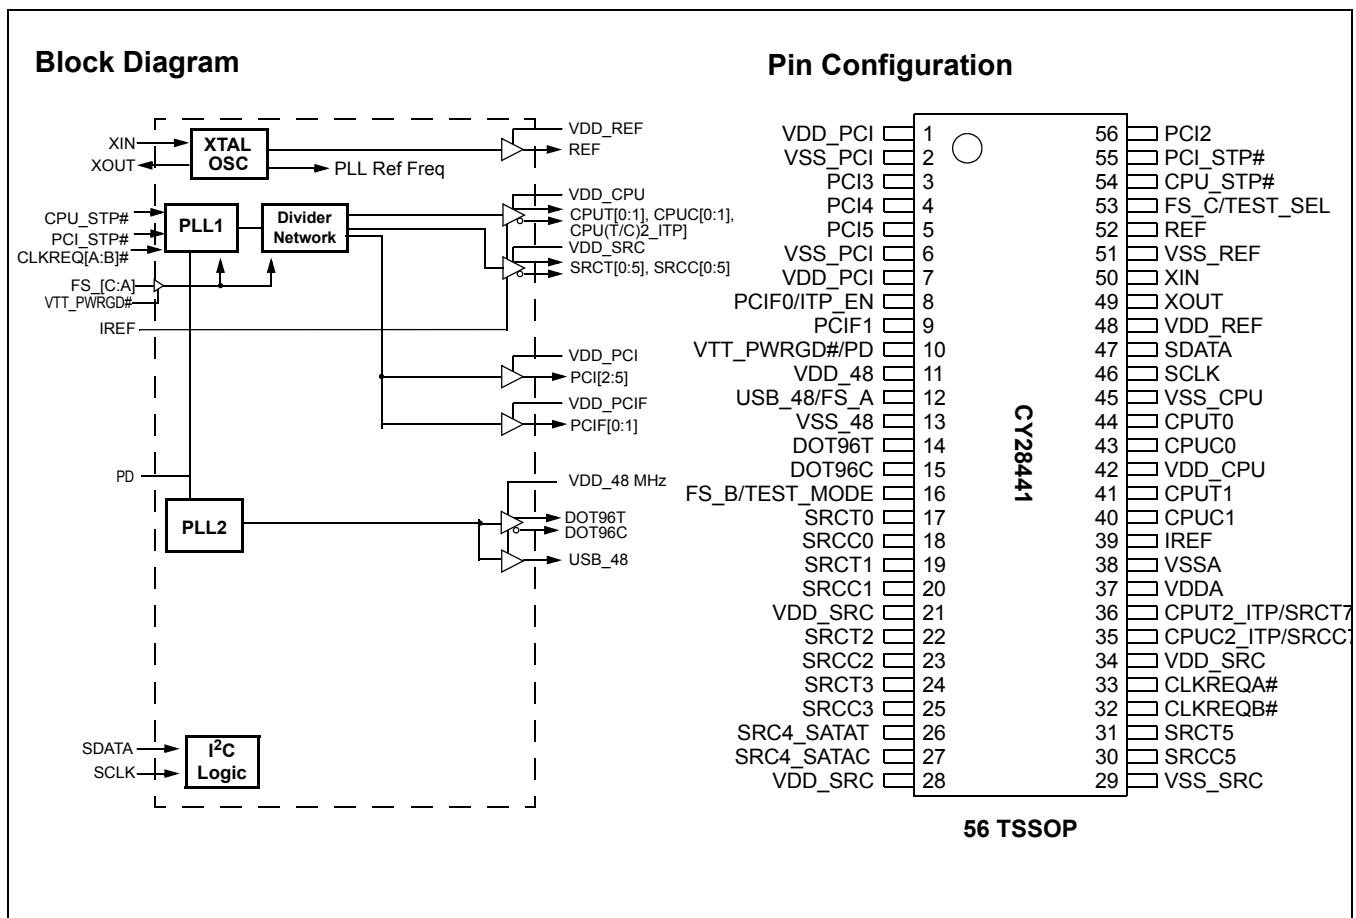 Block Diagram
XIN
XOUT
XTAL
OSC
VDD_REF
REF
PLL Ref Freq
CPU_STP#
PCI_STP#
CLKREQ[A:B]#
FS_[C:A]
VTT_PWRGD#
IREF
PLL1
Divider
Network
VDD_CPU
CPUT[0:1], CPUC[0:1],
CPU(T/C)2_ITP]
VDD_SRC
SRCT[0:5], SRCC[0:5]
VDD_PCI
PCI[2:5]
VDD_PCIF
PCIF[0:1]
PD
PLL2
VDD_48 MHz
DOT96T
DOT96C
USB_48
SDATA
SCLK
I2C
Logic
Pin Configuration
VDD_PCI 1
VSS_PCI 2
PCI3 3
PCI4 4
PCI5 5
VSS_PCI 6
VDD_PCI 7
PCIF0/ITP_EN 8
PCIF1 9
VTT_PWRGD#/PD 10
VDD_48 11
USB_48/FS_A 12
VSS_48 13
DOT96T 14
DOT96C 15
FS_B/TEST_MODE 16
SRCT0 17
SRCC0 18
SRCT1 19
SRCC1 20
VDD_SRC 21
SRCT2 22
SRCC2 23
SRCT3 24
SRCC3 25
SRC4_SATAT 26
SRC4_SATAC 27
VDD_SRC 28
CY28441
56 PCI2
55 PCI_STP#
54 CPU_STP#
53 FS_C/TEST_SEL
52 REF
51 VSS_REF
50 XIN
49 XOUT
48 VDD_REF
47 SDATA
46 SCLK
45 VSS_CPU
44 CPUT0
43 CPUC0
42 VDD_CPU
41 CPUT1
40 CPUC1
39 IREF
38 VSSA
37 VDDA
36 CPUT2_ITP/SRCT7
35 CPUC2_ITP/SRCC7
34 VDD_SRC
33 CLKREQA#
32 CLKREQB#
31 SRCT5
30 SRCC5
29 VSS_SRC
56 TSSOP